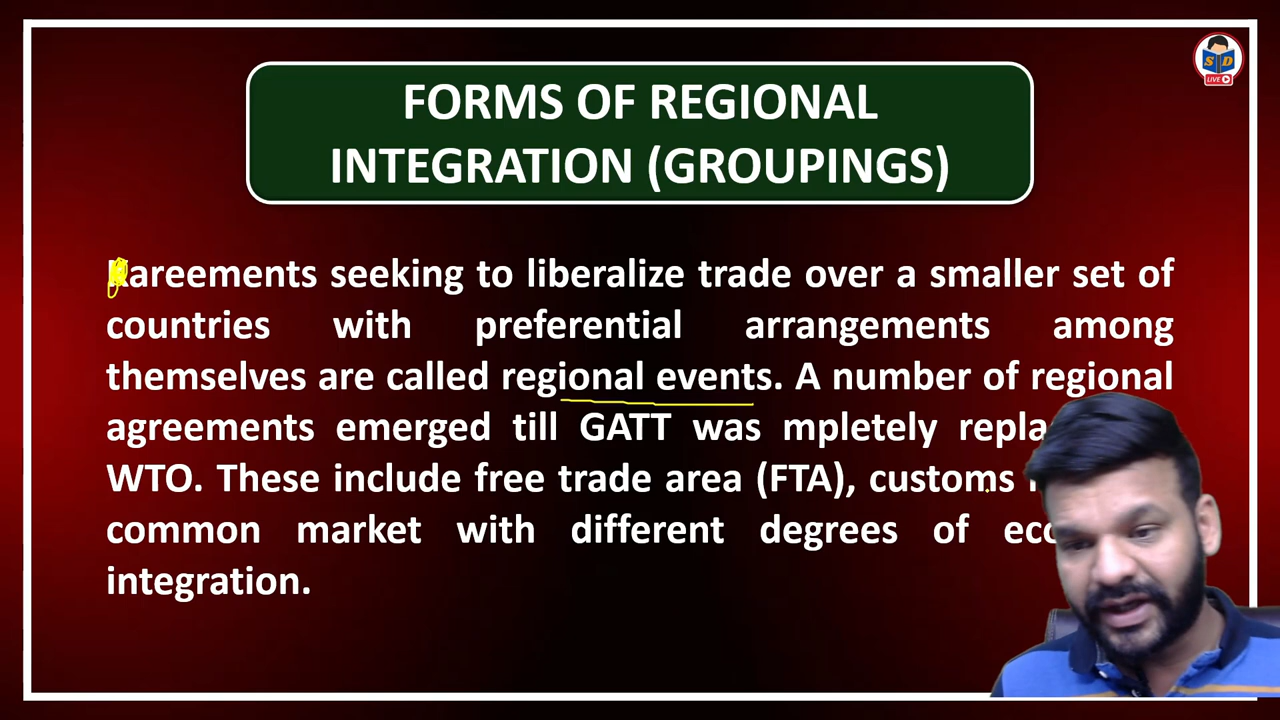 FORMS OF REGIONAL
INTEGRATION (GROUPINGS)
S D
LIVE
areements seeking to liberalize trade over a smaller set of
countries with preferential arrangements among
themselves are called regional events. A number of regional
agreements emerged till GATT was mpletely
WTO. These include free trade area (FTA), customs
common market with different degrees of
integration.